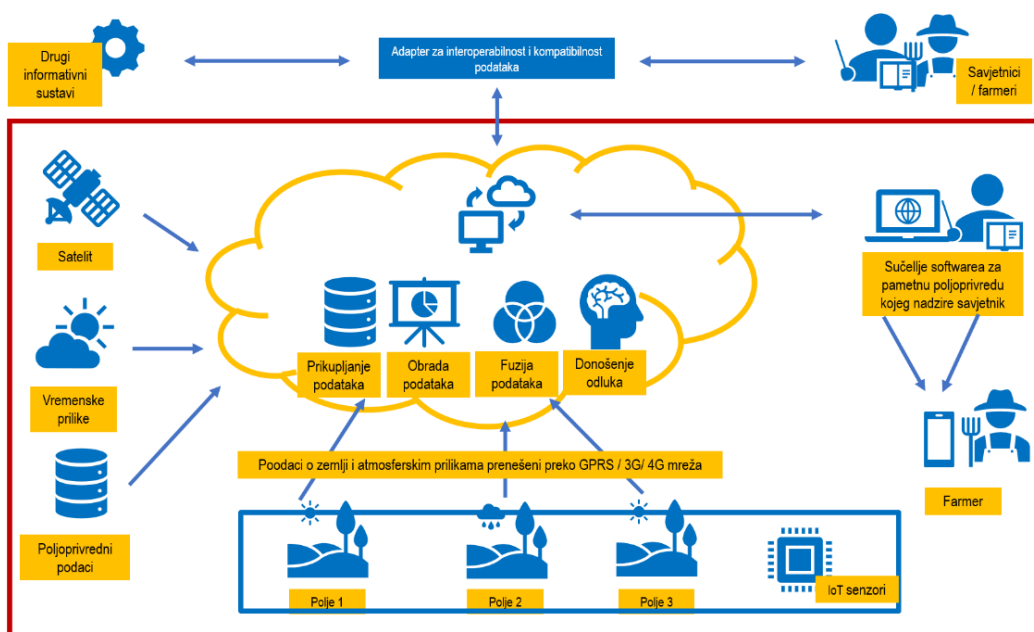 Drugi
informativni
sustavi
Adapter za interoperabilnost i kompatibilnost
podataka
Savjetnici
/ farmeri
Satelit
Vremenske
prilike
Poljoprivredni
podaci
Prikupljanje
podataka
Obrada
podataka
Fuzija
podataka
Donošenje
odluka
Sučellje softwarea za
pametnu poljoprivredu
kojeg nadzire savjetnik
Farmer
Poodaci o zemlji i atmosferskim prilikama prenešeni preko GPRS / 3G/ 4G mreža
Polje 1
Polje 2
Polje 3
IoT senzori